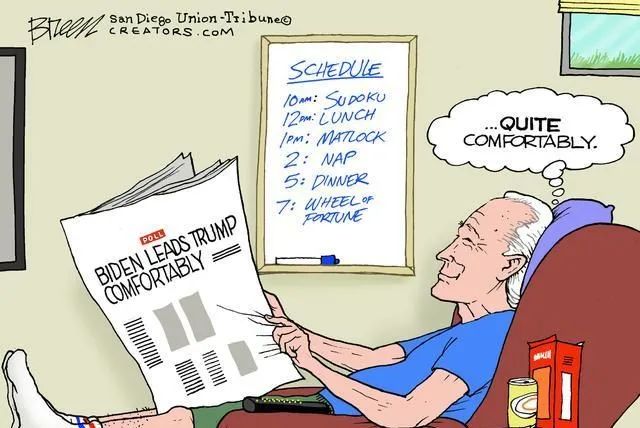 Breen
SAN DIEGO UNION-TRIBUNE©
CREATORS.COM
SCHEDULE
10AM: SUDOKU
12PM: LUNCH
1PM: MATLOCK
2: NAP
5: DINNER
7: WHEEL OF
FORTUNE
...QUITE
COMFORTABLY.
POLL
BIDEN LEADS TRUMP
COMFORTABLY